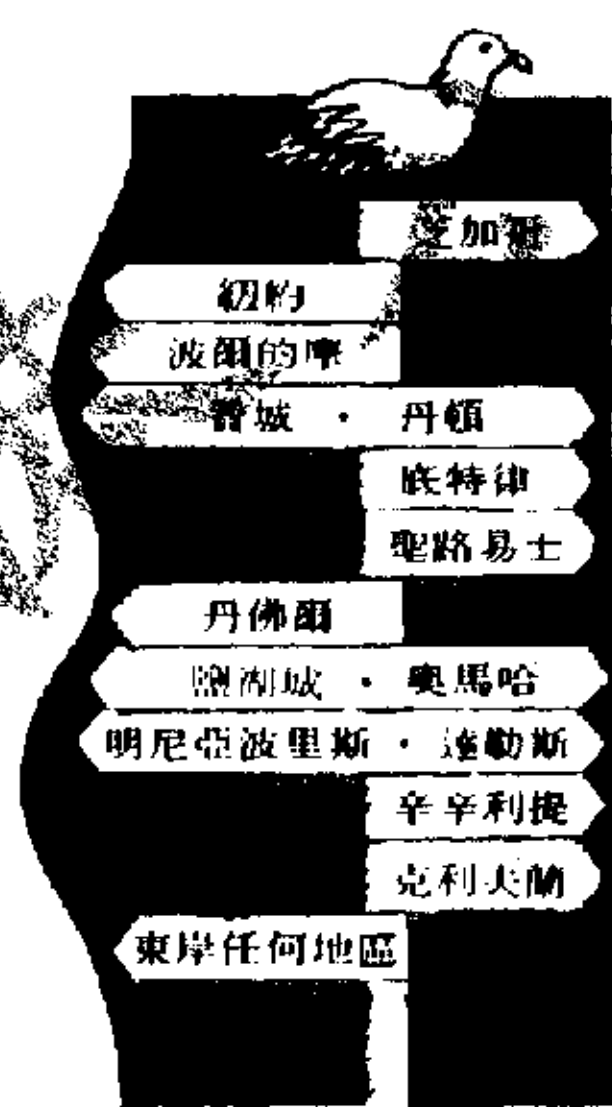 芝加哥
紐約
波爾的摩
費城 · 丹頓
底特律
聖路易士
丹佛爾
鹽湖城 · 奧馬哈
明尼亞波里斯 · 達勒斯
辛辛利提
克利夫蘭
東岸任何地區